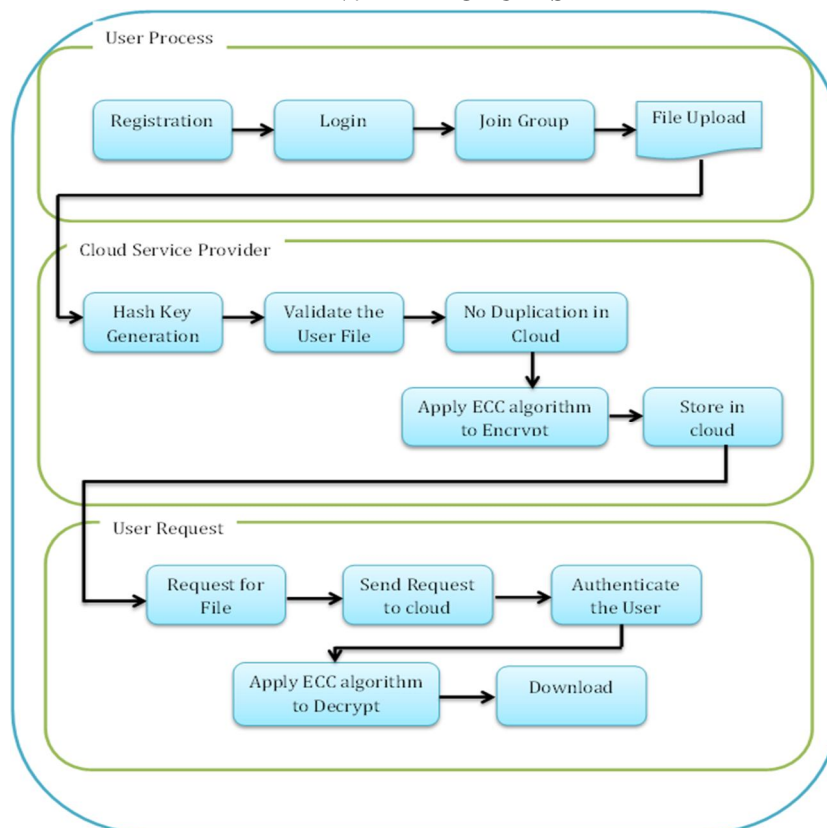 User Process
Registration
Login
Join Group
File Upload
Cloud Service Provider
Hash Key
Generation
Validate the
User File
No Duplication in
Cloud
Apply ECC algorithm
to Encrypt
Store in
cloud
User Request
Request for
File
Send Request
to cloud
Authenticate
the User
Apply ECC algorithm
to Decrypt
Download